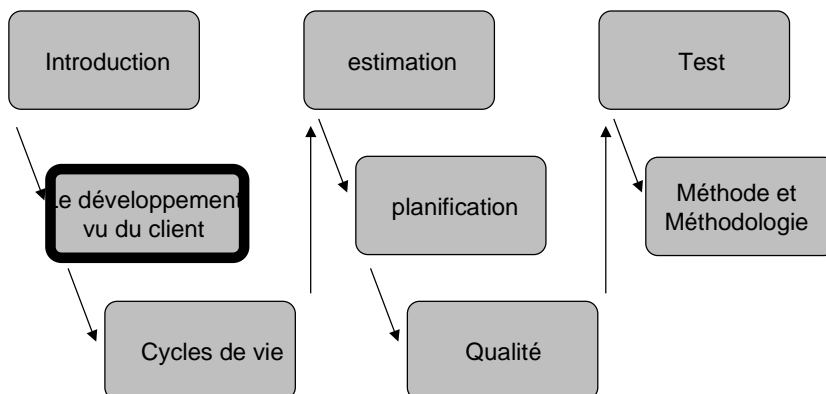 Introduction
Le développement
vu du client
Cycles de vie
estimation
planification
Qualité
Test
Méthode et
Méthodologie